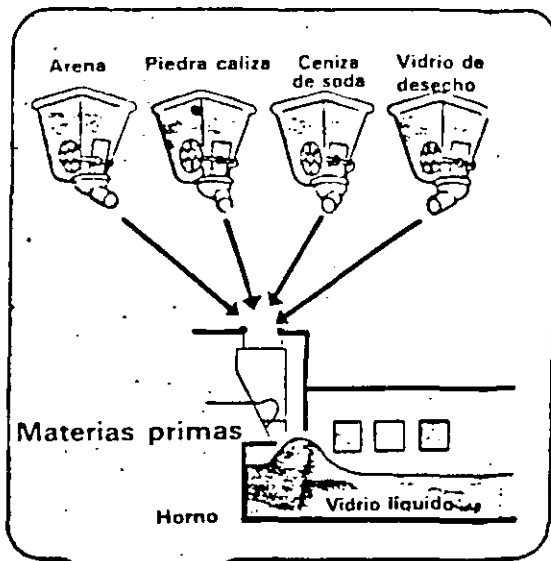 Arena
Piedra caliza
Ceniza
de soda
Vidrio de
desecho
Materias primas
Horno
Vidrio líquido